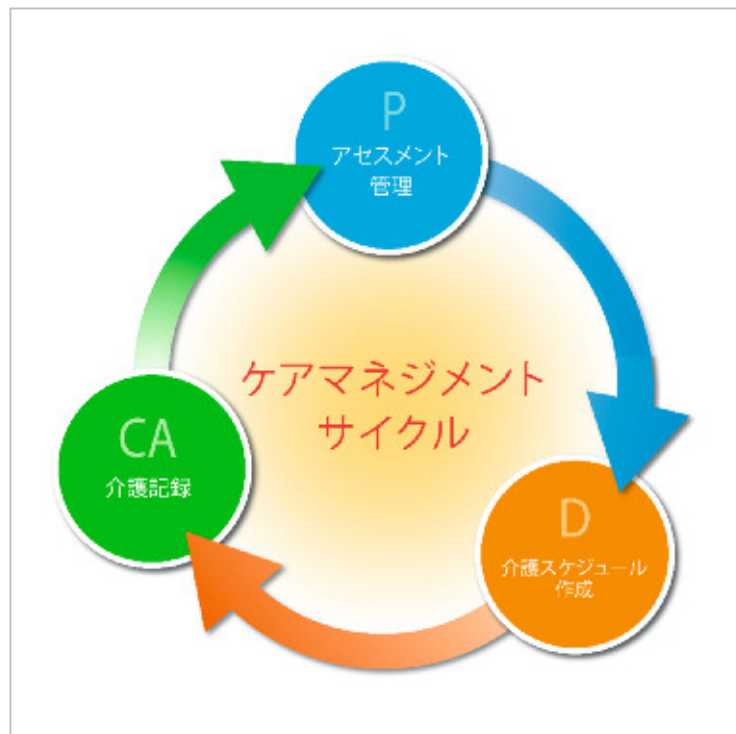 P
アセスメント
管理
ケアマネジメント
サイクル
CA
介護記録
D
介護スケジュール
作成